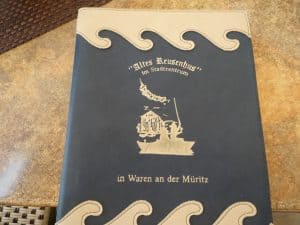 "Altes Reusenhus"
im Stadtzentrum
in Waren an der Müritz